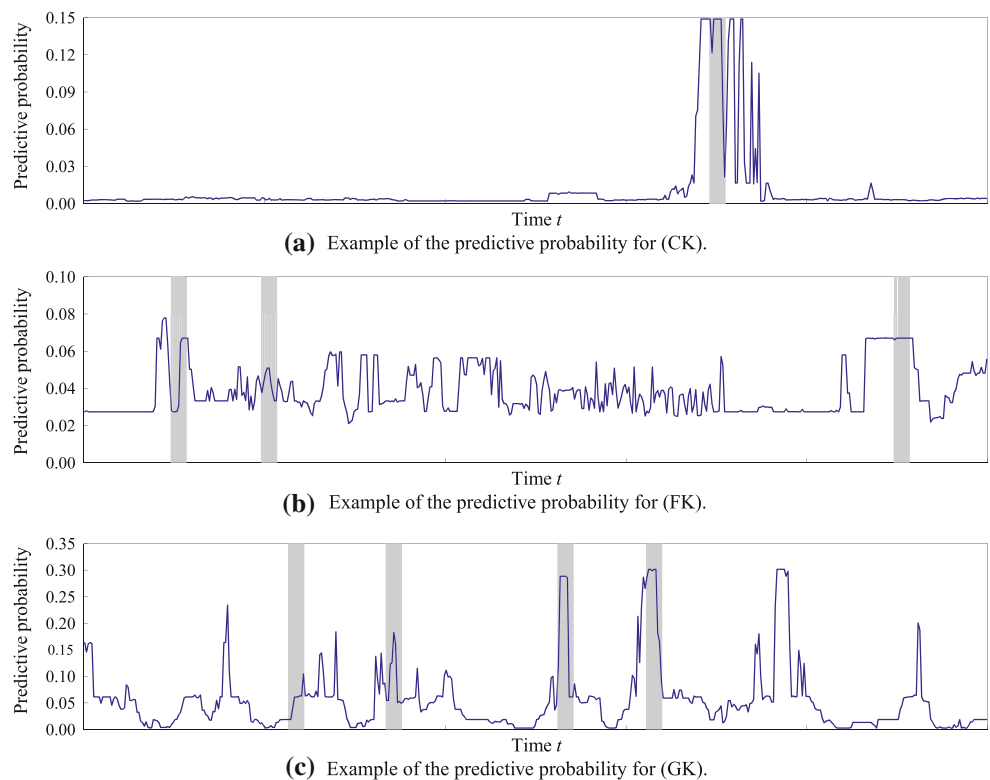 0.15
0.12
0.09
0.06
0.03
0.00
Predictive probability
Time t
(a) Example of the predictive probability for (CK).
0.10
0.08
0.06
0.04
0.02
0.00
Predictive probability
Time t
(b) Example of the predictive probability for (FK).
0.35
0.30
0.25
0.20
0.15
0.10
0.05
0.00
Predictive probability
Time t
(c) Example of the predictive probability for (GK).